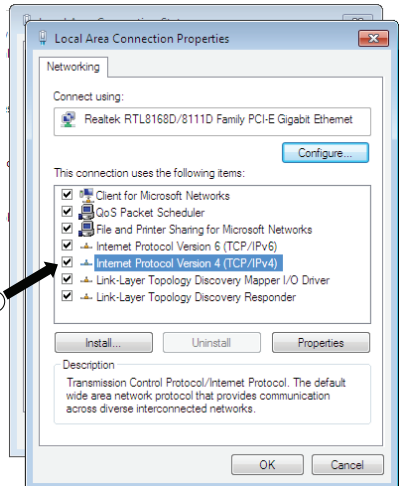 Local Area Connection Properties
Networking
Connect using:
Realtek RTL8168D/8111D Family PCI-E Gigabit Ethernet
Configure...
This connection uses the following items:
Client for Microsoft Networks
QoS Packet Scheduler
File and Printer Sharing for Microsoft Networks
Internet Protocol Version 6 (TCP/IPv6)
Internet Protocol Version 4 (TCP/IPv4)
Link-Layer Topology Discovery Mapper I/O Driver
Link-Layer Topology Discovery Responder
Install... Uninstall Properties
Description
Transmission Control Protocol/Internet Protocol. The default
wide area network protocol that provides communication
across diverse interconnected networks.
OK Cancel